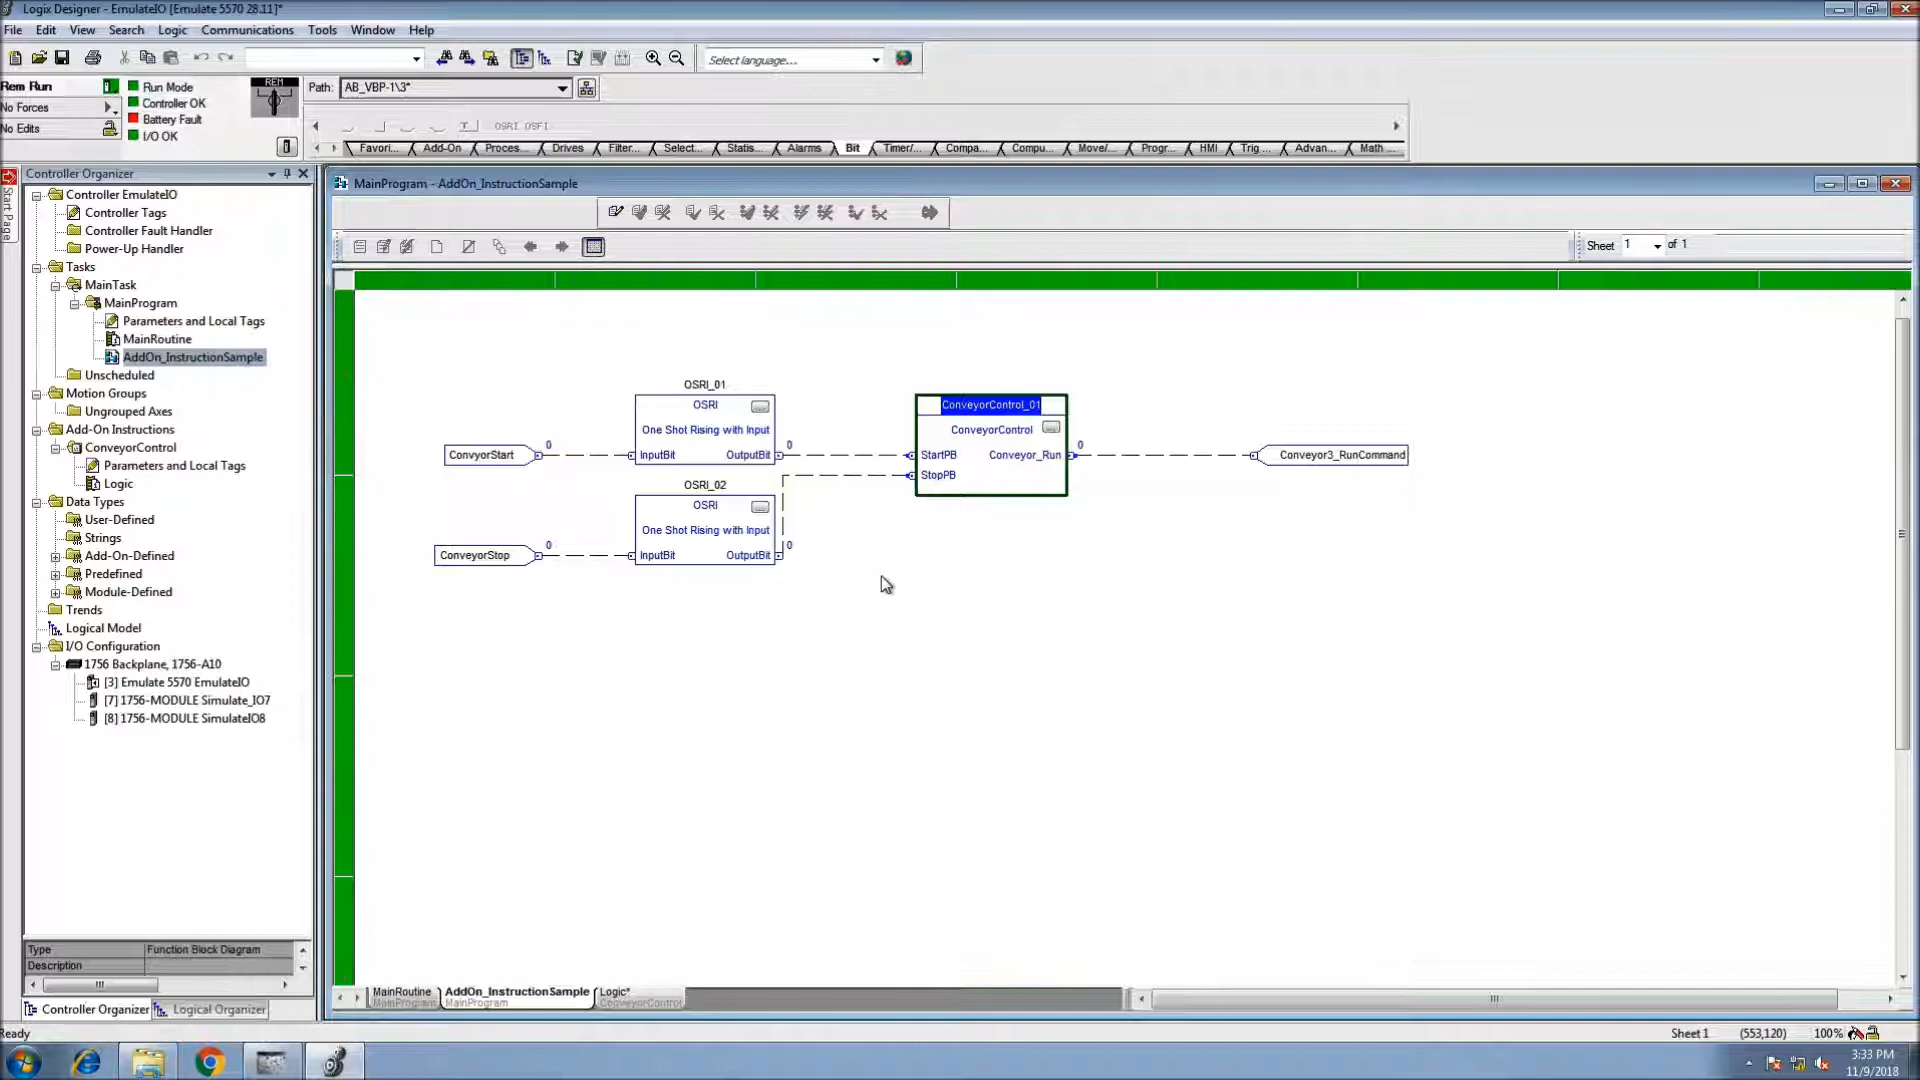 Logix Designer - EmulateIO [Emulate 5570 28.11]*
File Edit View Search Logic Communications Tools Window Help
Select language...
Rem Run
No Forces
No Edits
Run Mode
Controller OK
Battery Fault
I/O OK
REM
Path: AB_VBP-1\3*
OSRI OSFI
Favori... Add-On Proces... Drives Filter... Select... Statis... Alarms Bit Timer/... Compa... Compu... Move/... Progr... HMI Trig... Advan... Math...
Start Page
Controller Organizer
Controller EmulateIO
Controller Tags
Controller Fault Handler
Power-Up Handler
Tasks
MainTask
MainProgram
Parameters and Local Tags
MainRoutine
AddOn_InstructionSample
Unscheduled
Motion Groups
Ungrouped Axes
Add-On Instructions
ConveyorControl
Parameters and Local Tags
Logic
Data Types
User-Defined
Strings
Add-On-Defined
Predefined
Module-Defined
Trends
Logical Model
I/O Configuration
1756 Backplane, 1756-A10
[3] Emulate 5570 EmulateIO
[7] 1756-MODULE Simulate_IO7
[8] 1756-MODULE SimulateIO8
Type Function Block Diagram
Description
Controller Organizer Logical Organizer
MainProgram - AddOn_InstructionSample
Sheet 1 of 1
OSRI_01
OSRI
One Shot Rising with Input
InputBit OutputBit
ConvyorStart
0
0
OSRI_02
OSRI
One Shot Rising with Input
InputBit OutputBit
ConveyorStop
0
0
ConveyorControl_01
ConveyorControl
StartPB Conveyor_Run
StopPB
0
Conveyor3_RunCommand
MainRoutine
MainProgram
AddOn_InstructionSample
MainProgram
Logic*
ConveyorControl
Ready
Sheet 1 (553,120) 100%
3:33 PM
11/9/2018